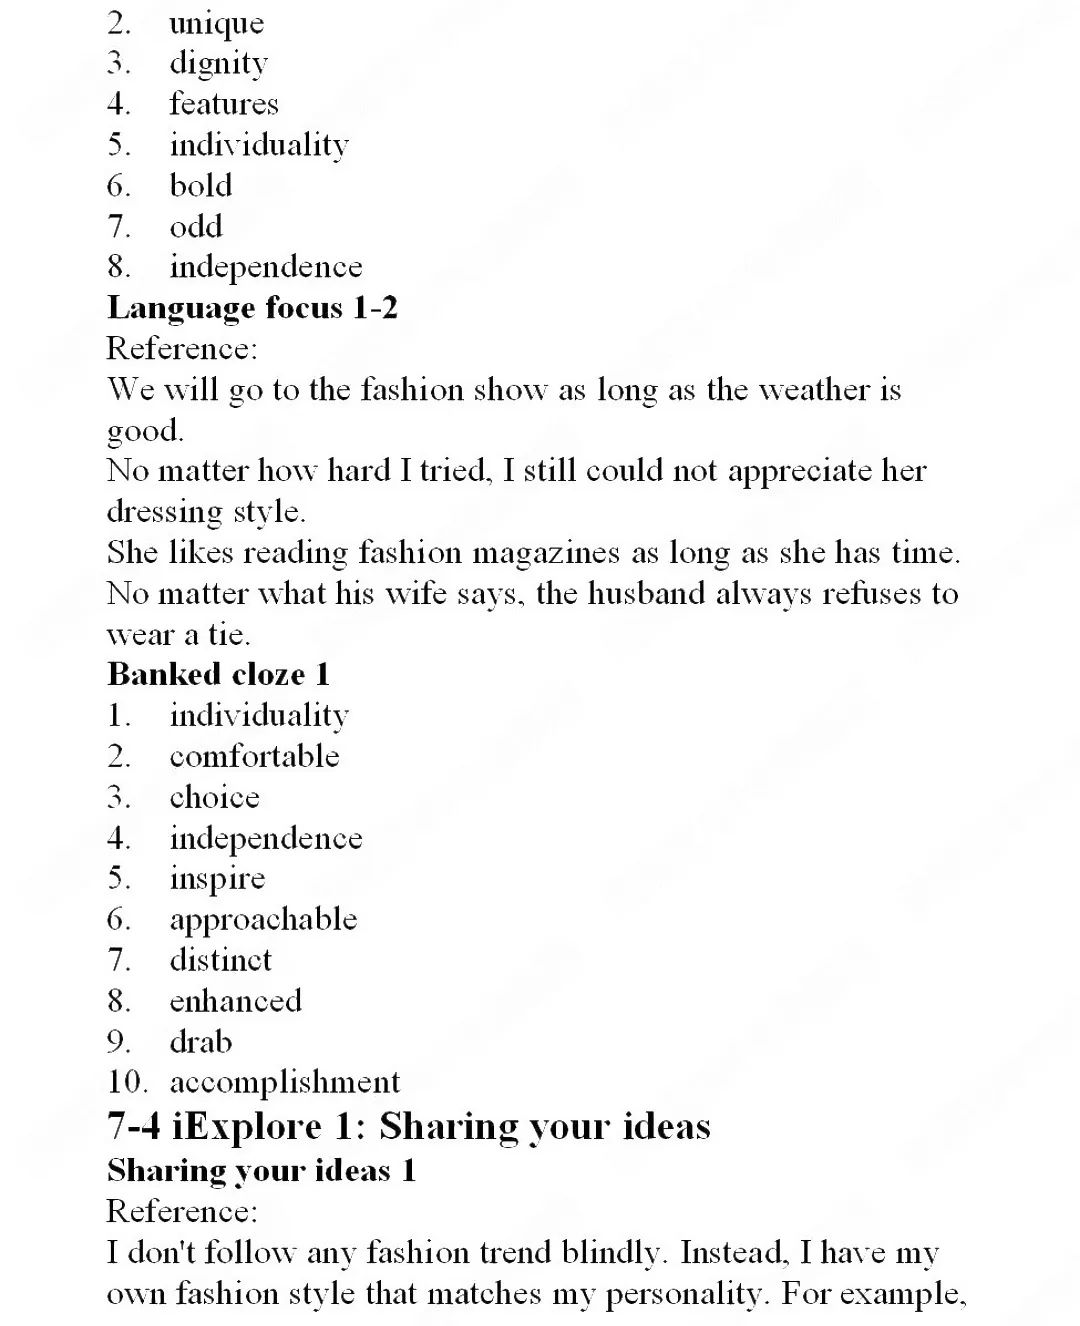 2. unique
3. dignity
4. features
5. individuality
6. bold
7. odd
8. independence
Language focus 1-2
Reference:
We will go to the fashion show as long as the weather is
good.
No matter how hard I tried, I still could not appreciate her
dressing style.
She likes reading fashion magazines as long as she has time.
No matter what his wife says, the husband always refuses to
wear a tie.
Banked cloze 1
1. individuality
2. comfortable
3. choice
4. independence
5. inspire
6. approachable
7. distinct
8. enhanced
9. drab
10. accomplishment
7-4 iExplore 1: Sharing your ideas
Sharing your ideas 1
Reference:
I don't follow any fashion trend blindly. Instead, I have my
own fashion style that matches my personality. For example,